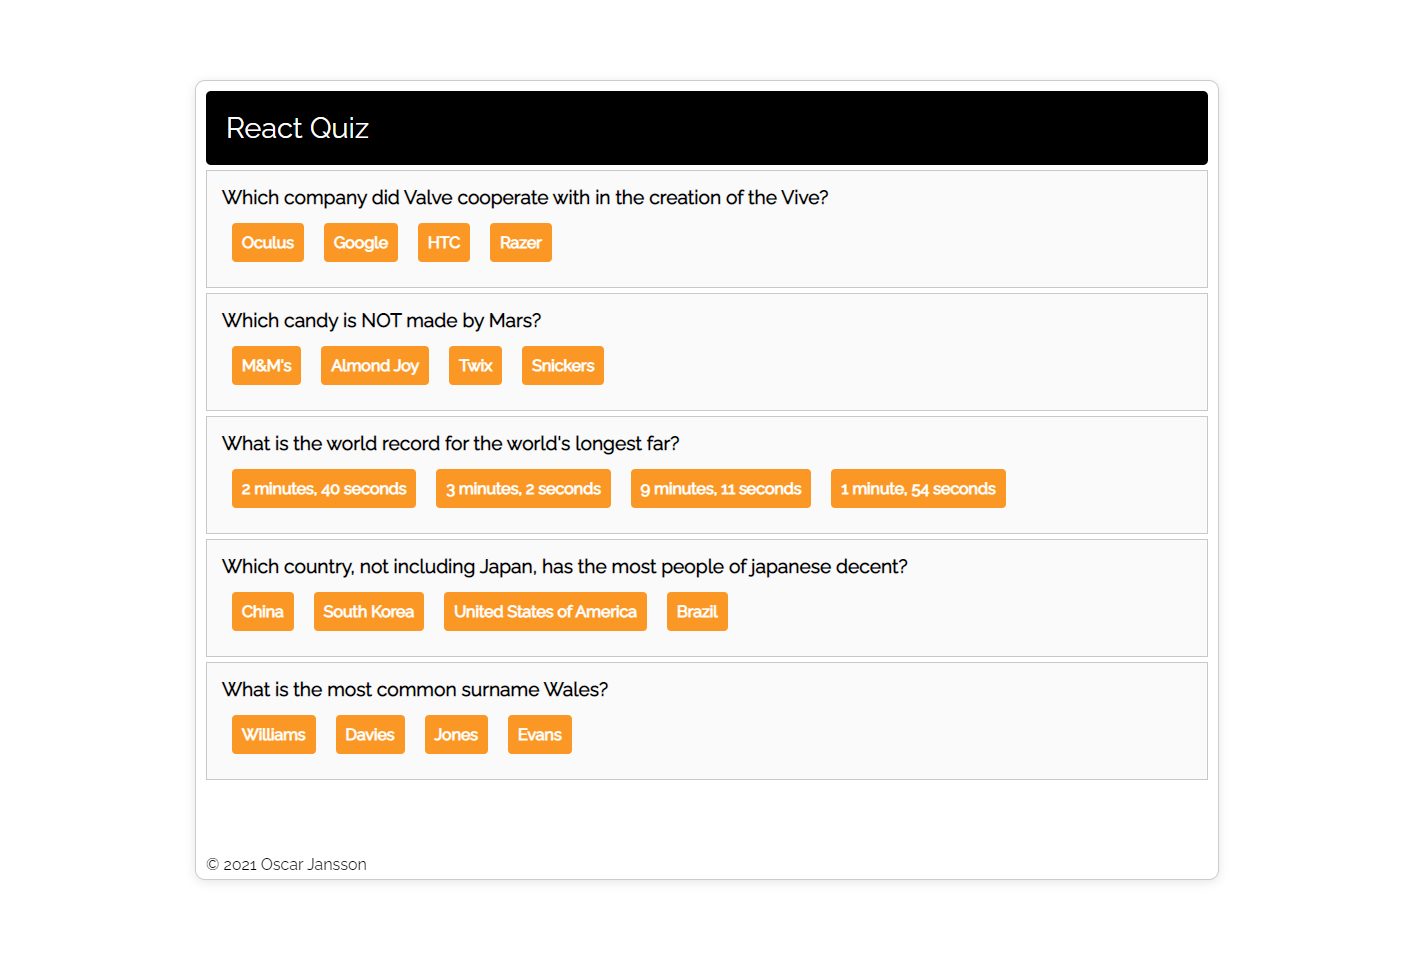 React Quiz
Which company did Valve cooperate with in the creation of the Vive?
Oculus Google HTC Razer
Which candy is NOT made by Mars?
M&M's Almond Joy Twix Snickers
What is the world record for the world's longest far?
2 minutes, 40 seconds 3 minutes, 2 seconds 9 minutes, 11 seconds 1 minute, 54 seconds
Which country, not including Japan, has the most people of japanese decent?
China South Korea United States of America Brazil
What is the most common surname Wales?
Williams Davies Jones Evans
© 2021 Oscar Jansson